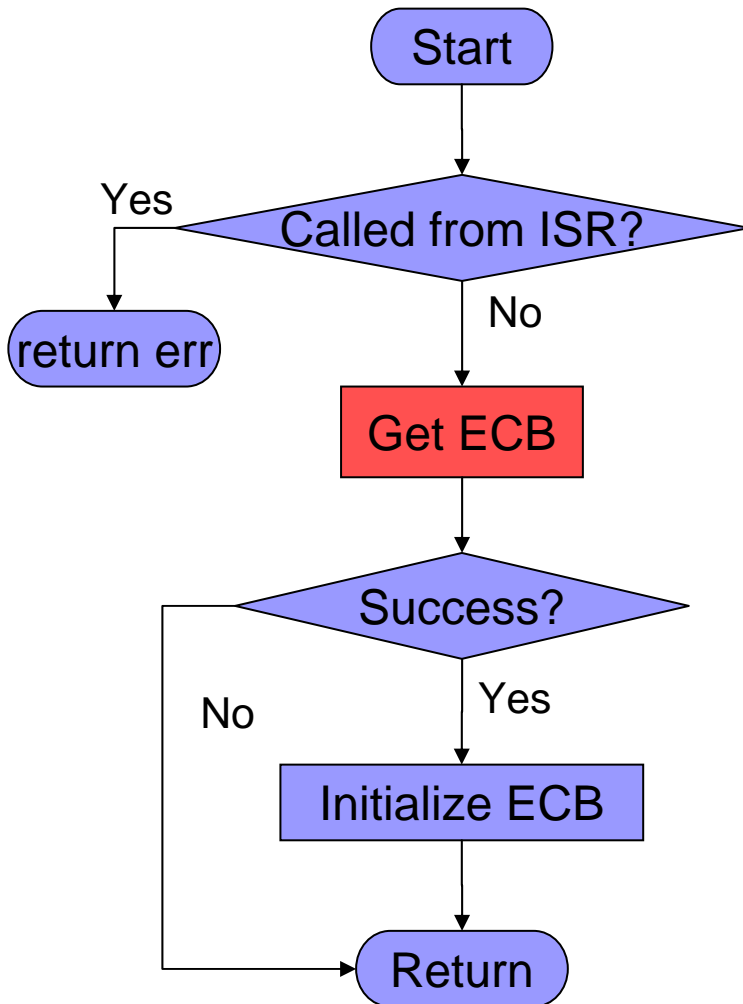 Start
Yes
Called from ISR?
No
return err
Get ECB
Success?
No
Yes
Initialize ECB
Return